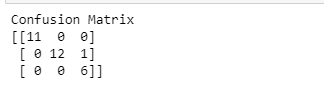 Confusion Matrix
[[11  0  0]
 [ 0 12  1]
 [ 0  0  6]]